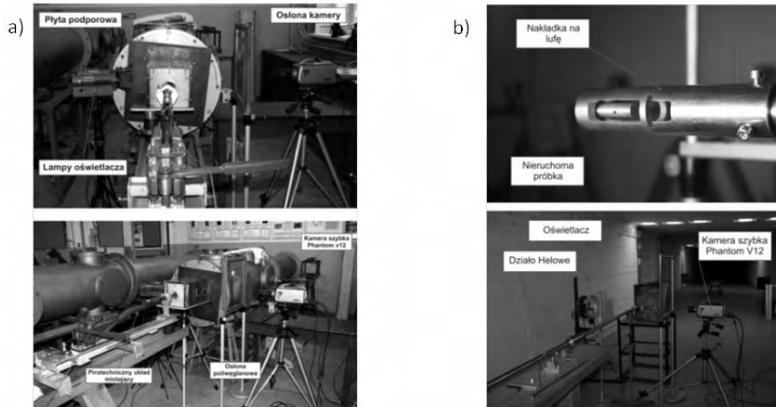 a)
Płyta podporowa
Osłona kamery
Lampy oświetlacza
Kamera szybka
Phantom v12
Pirotechniczny układ
miotający
Osłona
poliwęglanowa
b)
Nakładka na
lufę
Nieruchoma
próbka
Oświetlacz
Działo Helowe
Kamera szybka
Phantom V12